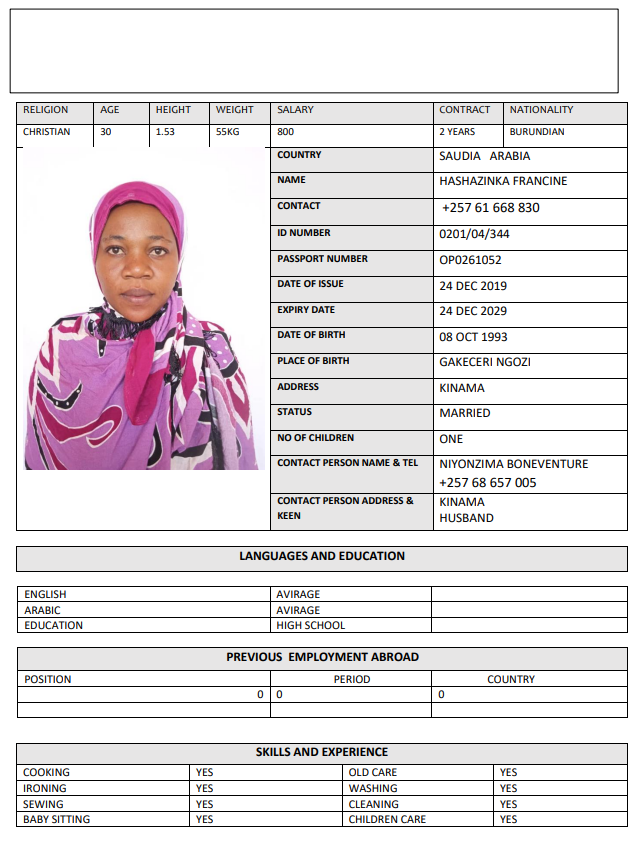 RELIGION AGE HEIGHT WEIGHT SALARY CONTRACT NATIONALITY
CHRISTIAN 30 1.53 55KG 800 2 YEARS BURUNDIAN
COUNTRY SAUDIA ARABIA
NAME HASHAZINKA FRANCINE
CONTACT +257 61 668 830
ID NUMBER 0201/04/344
PASSPORT NUMBER OP0261052
DATE OF ISSUE 24 DEC 2019
EXPIRY DATE 24 DEC 2029
DATE OF BIRTH 08 OCT 1993
PLACE OF BIRTH GAKECERI NGOZI
ADDRESS KINAMA
STATUS MARRIED
NO OF CHILDREN ONE
CONTACT PERSON NAME & TEL NIYONZIMA BONEVENTURE
+257 68 657 005
CONTACT PERSON ADDRESS & KINAMA
KEEN HUSBAND
LANGUAGES AND EDUCATION
ENGLISH AVIRAGE
ARABIC AVIRAGE
EDUCATION HIGH SCHOOL
PREVIOUS EMPLOYMENT ABROAD
POSITION PERIOD COUNTRY
0 0 0
SKILLS AND EXPERIENCE
COOKING YES OLD CARE YES
IRONING YES WASHING YES
SEWING YES CLEANING YES
BABY SITTING YES CHILDREN CARE YES